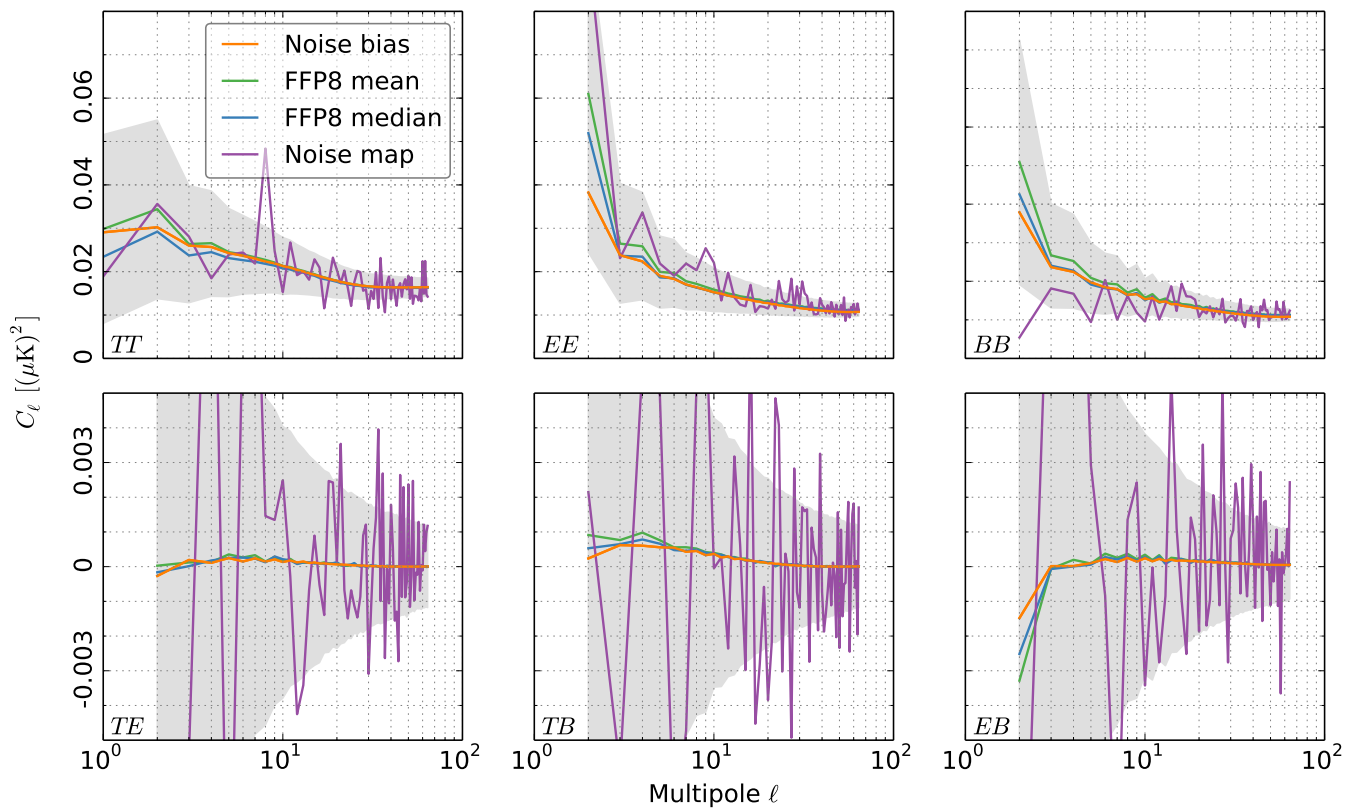 Noise bias
FFP8 mean
FFP8 median
Noise map
0.06
0.04
0.02
0
TT
EE
BB
C_ℓ [(μK)²]
0.003
0
-0.003
TE
TB
EB
10⁰ 10¹ 10² 10⁰ 10¹ 10² 10⁰ 10¹ 10²
Multipole ℓ